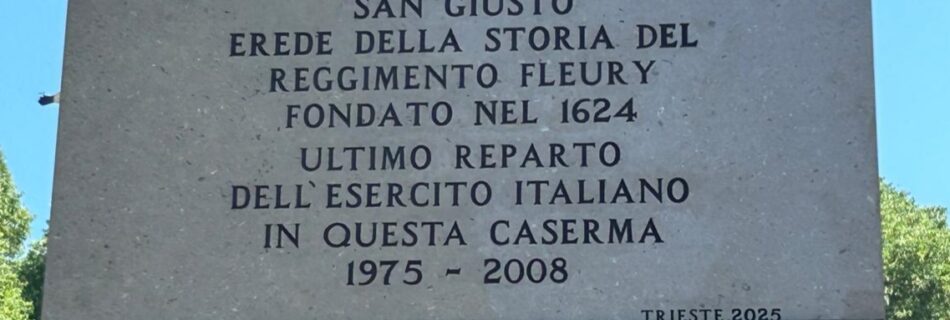 SAN GIUSTO
EREDE DELLA STORIA DEL
REGGIMENTO FLEURY
FONDATO NEL 1624
ULTIMO REPARTO
DELL'ESERCITO ITALIANO
IN QUESTA CASERMA
1975 - 2008
TRIESTE 2025